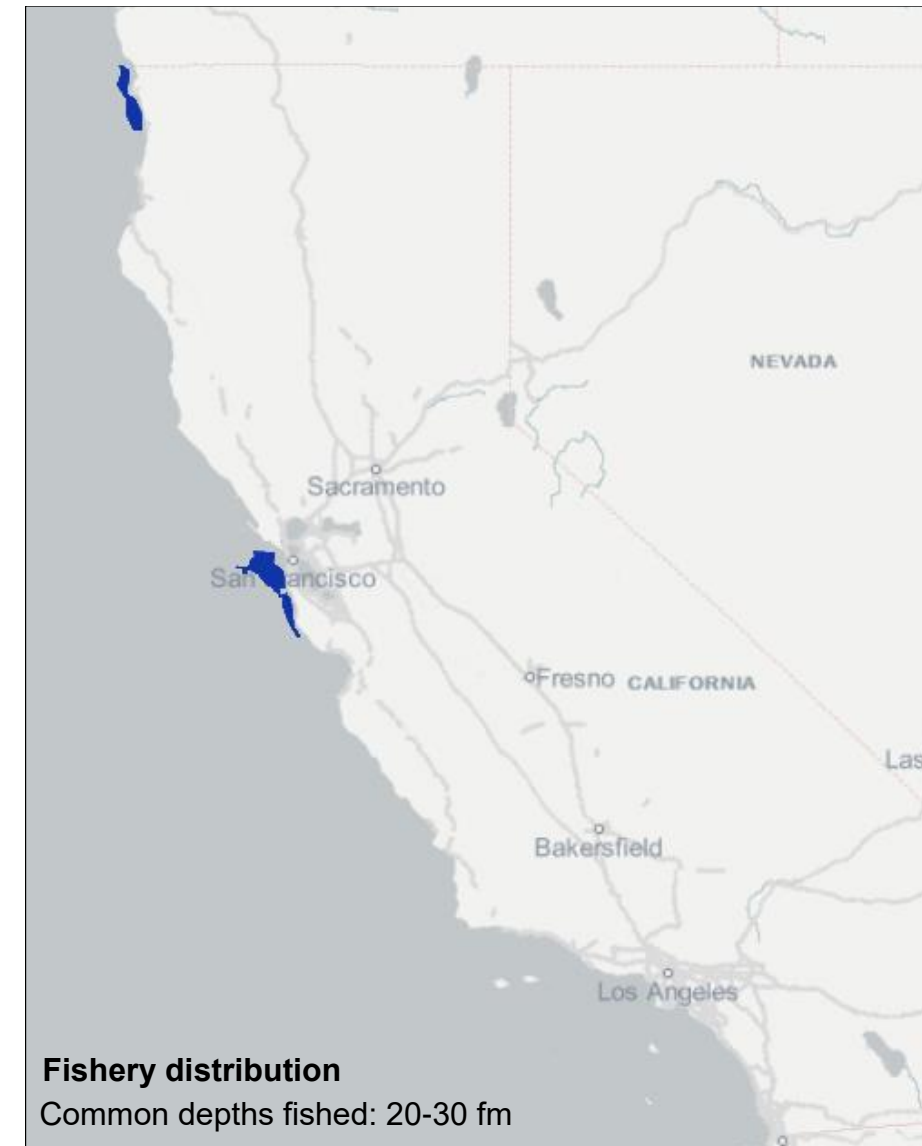 NEVADA
Sacramento
San Francisco
Fresno
CALIFORNIA
Las
Bakersfield
Los Angeles
Fishery distribution
Common depths fished: 20-30 fm